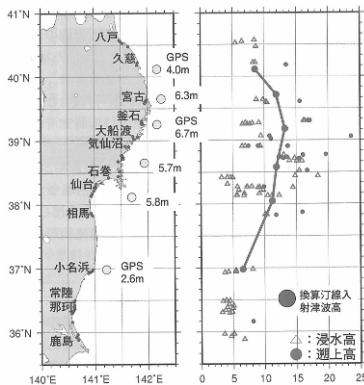 41°N
40°N
39°N
38°N
37°N
36°N
八戸
久慈
宮古
釜石
大船渡
気仙沼
石巻
仙台
相馬
小名浜
常陸
那珂
鹿島
GPS
4.0m
6.3m
GPS
6.7m
5.7m
5.8m
GPS
2.6m
140°E 141°E 142°E
換算汀線入
射津波高
△：浸水高
●：遡上高
0 5 10 15 20 25